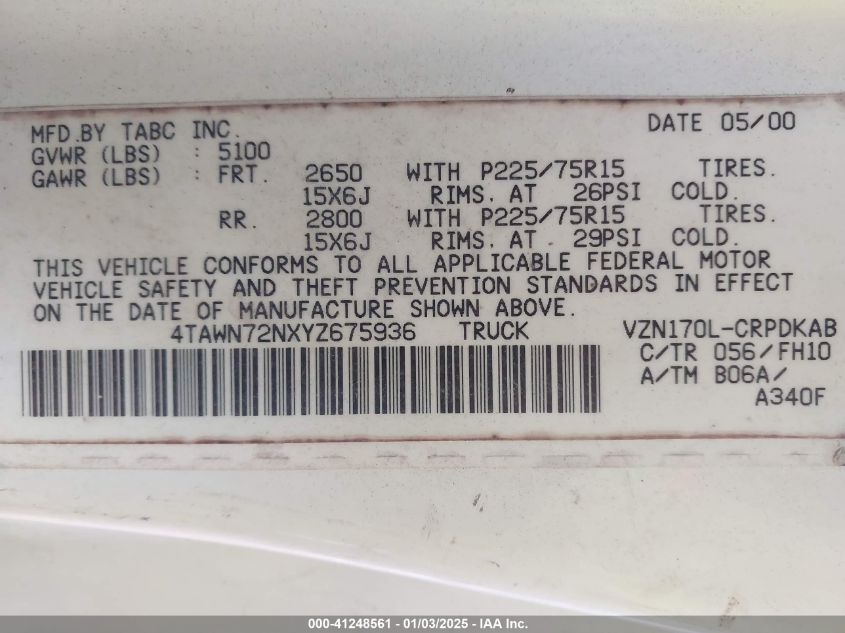 MFD.BY TABC INC. DATE 05/00
GVWR (LBS) : 5100
GAWR (LBS) : FRT. 2650 WITH P225/75R15 TIRES.
15X6J RIMS. AT 26PSI COLD.
RR. 2800 WITH P225/75R15 TIRES.
15X6J RIMS. AT 29PSI COLD.
THIS VEHICLE CONFORMS TO ALL APPLICABLE FEDERAL MOTOR
VEHICLE SAFETY AND THEFT PREVENTION STANDARDS IN EFFECT
ON THE DATE OF MANUFACTURE SHOWN ABOVE.
4TAWN72NXYZ675936 TRUCK VZN170L-CRPDKAB
C/TR 056/FH10
A/TM B06A/
A340F
000-41248561 - 01/03/2025 - IAA Inc.